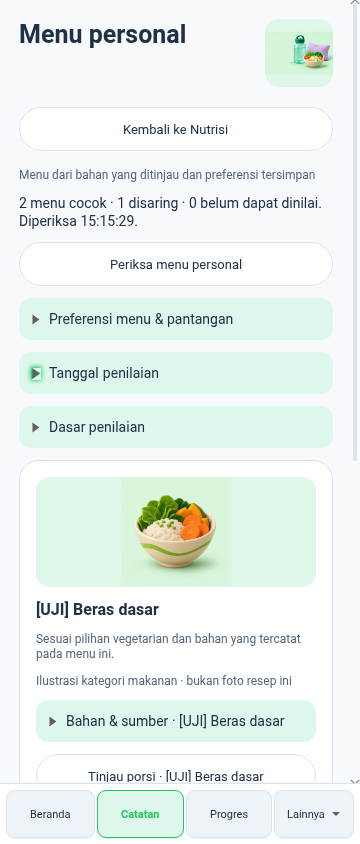 Menu personal
Kembali ke Nutrisi
Menu dari bahan yang ditinjau dan preferensi tersimpan
2 menu cocok · 1 disaring · 0 belum dapat dinilai.
Diperiksa 15:15:29.
Periksa menu personal
Preferensi menu & pantangan
Tanggal penilaian
Dasar penilaian
[UJI] Beras dasar
Sesuai pilihan vegetarian dan bahan yang tercatat
pada menu ini.
Ilustrasi kategori makanan · bukan foto resep ini
Bahan & sumber · [UJI] Beras dasar
Tinjau porsi · [UJI] Beras dasar
Beranda
Catatan
Progres
Lainnya